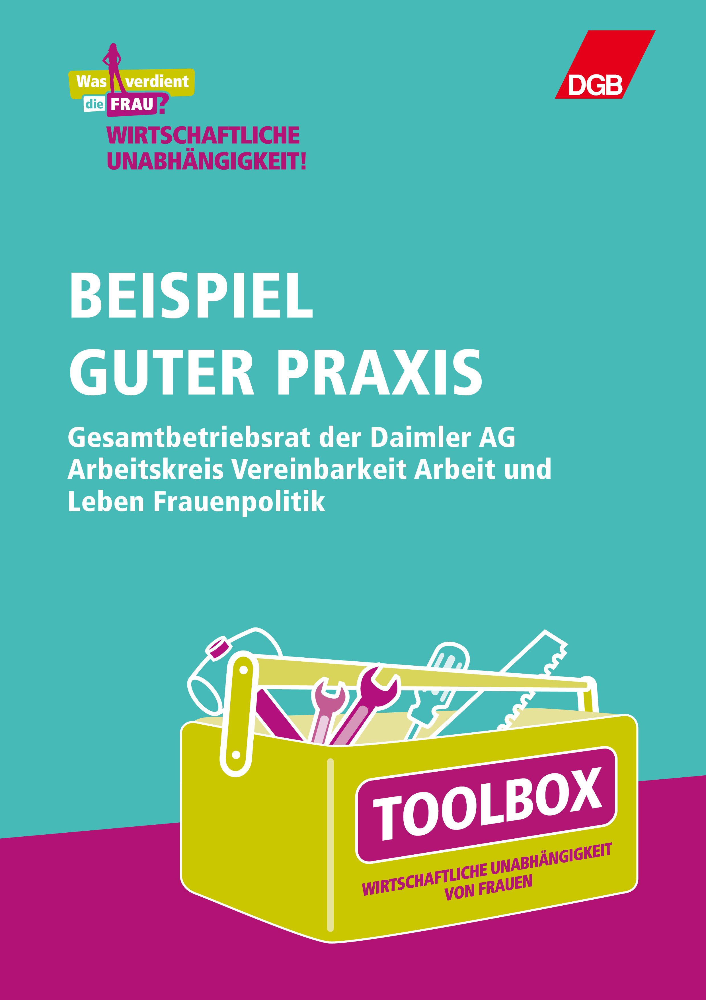 Was verdient
die FRAU?
WIRTSCHAFTLICHE
UNABHÄNGIGKEIT!
DGB
BEISPIEL
GUTER PRAXIS
Gesamtbetriebsrat der Daimler AG
Arbeitskreis Vereinbarkeit Arbeit und
Leben Frauenpolitik
TOOLBOX
WIRTSCHAFTLICHE UNABHÄNGIGKEIT
VON FRAUEN